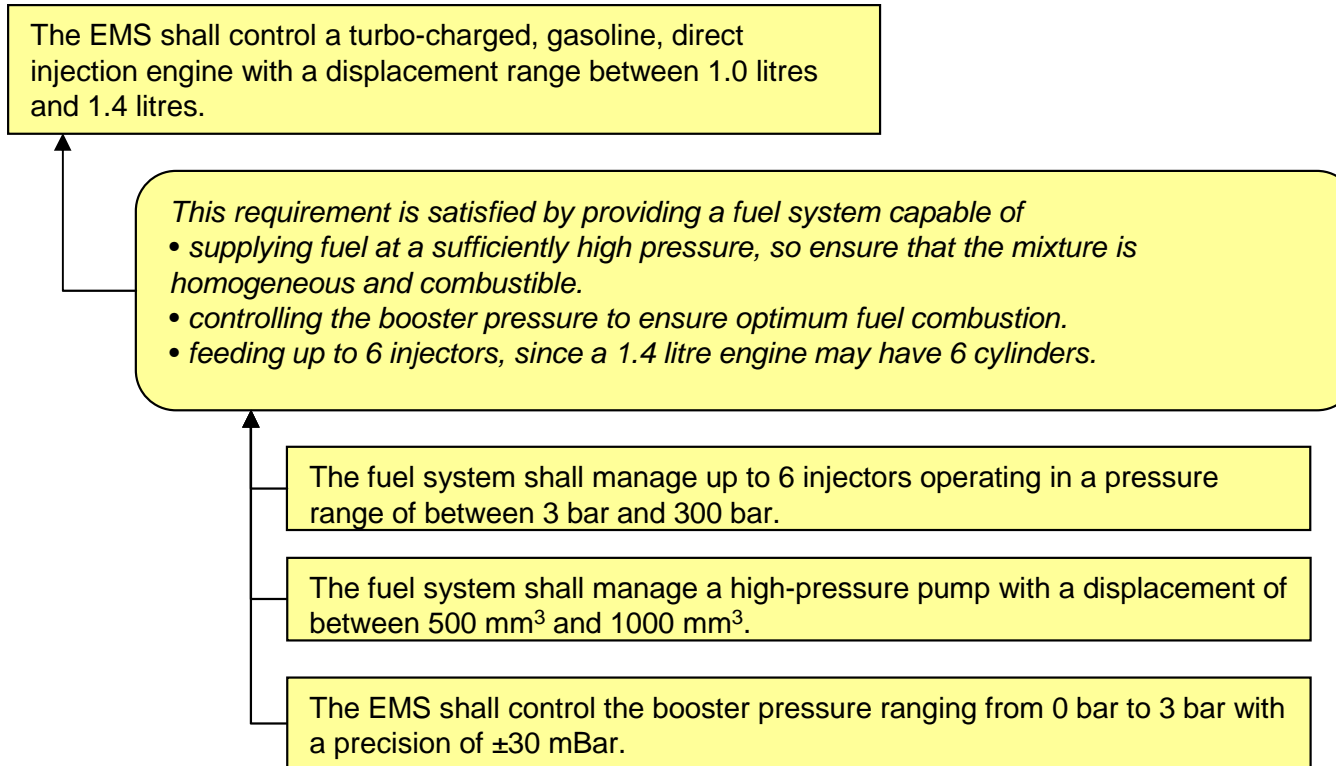 The EMS shall control a turbo-charged, gasoline, direct
injection engine with a displacement range between 1.0 litres
and 1.4 litres.
This requirement is satisfied by providing a fuel system capable of
• supplying fuel at a sufficiently high pressure, so ensure that the mixture is
homogeneous and combustible.
• controlling the booster pressure to ensure optimum fuel combustion.
• feeding up to 6 injectors, since a 1.4 litre engine may have 6 cylinders.
The fuel system shall manage up to 6 injectors operating in a pressure
range of between 3 bar and 300 bar.
The fuel system shall manage a high-pressure pump with a displacement of
between 500 mm³ and 1000 mm³.
The EMS shall control the booster pressure ranging from 0 bar to 3 bar with
a precision of ±30 mBar.